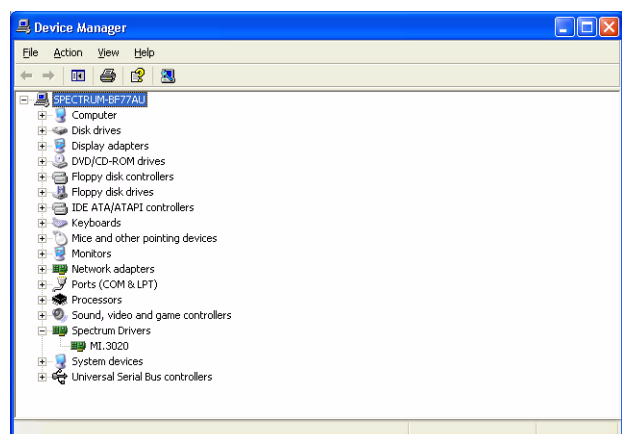 Device Manager
File Action View Help
SPECTRUM-BF77AU
Computer
Disk drives
Display adapters
DVD/CD-ROM drives
Floppy disk controllers
Floppy disk drives
IDE ATA/ATAPI controllers
Keyboards
Mice and other pointing devices
Monitors
Network adapters
Ports (COM & LPT)
Processors
Sound, video and game controllers
Spectrum Drivers
MI.3020
System devices
Universal Serial Bus controllers